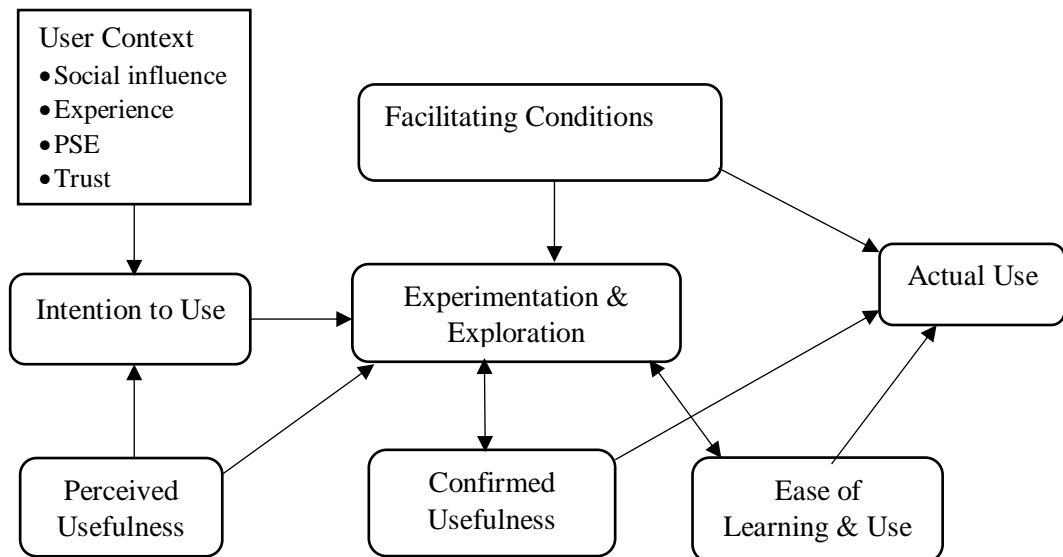 User Context
•Social influence
•Experience
•PSE
•Trust
Facilitating Conditions
Intention to Use
Experimentation &
Exploration
Actual Use
Perceived
Usefulness
Confirmed
Usefulness
Ease of
Learning & Use